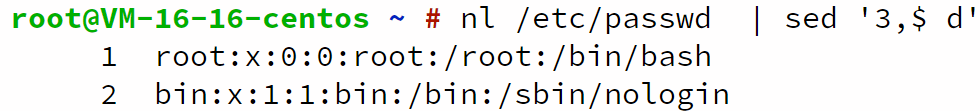 root@VM-16-16-centos ~ # nl /etc/passwd | sed '3,$ d'
1 root:x:0:0:root:/root:/bin/bash
2 bin:x:1:1:bin:/bin:/sbin/nologin